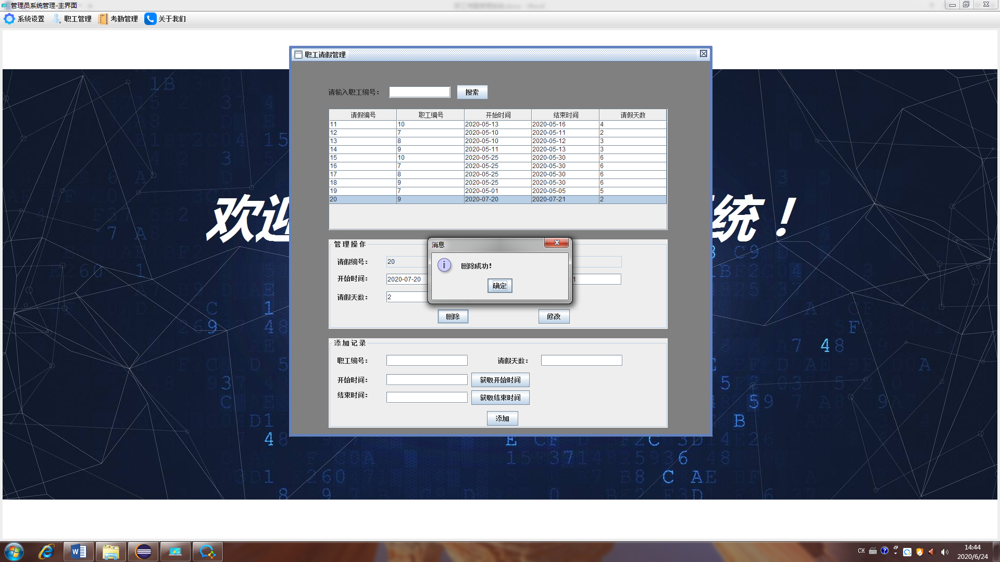 管理员系统管理-主界面
系统设置 职工管理 考勤管理 关于我们
职工请假管理
请输入职工编号： 搜索
请假编号 职工编号 开始时间 结束时间 请假天数
11 10 2020-05-13 2020-05-16 4
12 7 2020-05-10 2020-05-11 2
13 8 2020-05-10 2020-05-12 3
14 9 2020-05-11 2020-05-13 3
15 10 2020-05-25 2020-05-30 6
16 7 2020-05-25 2020-05-30 6
17 8 2020-05-25 2020-05-30 6
18 9 2020-05-25 2020-05-30 6
19 7 2020-05-01 2020-05-05 5
20 9 2020-07-20 2020-07-21 2
欢迎 统！
管理操作
请假编号： 20
开始时间： 2020-07-20 1
请假天数： 2
消息
删除成功！
确定
删除 修改
添加记录
职工编号： 请假天数：
开始时间： 获取开始时间
结束时间： 获取结束时间
添加
CH
14:44
2020/6/24